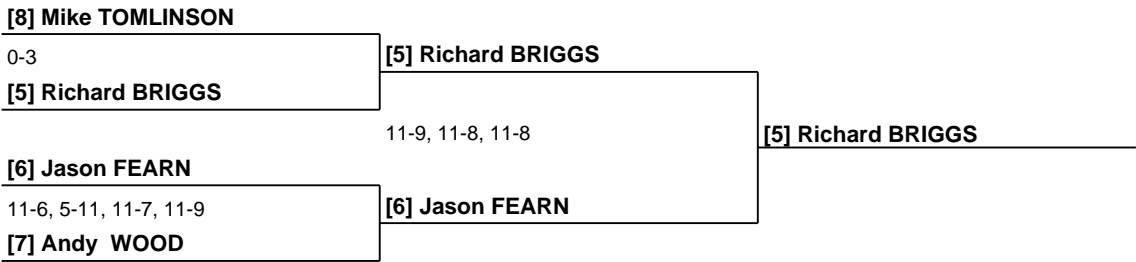 [8] Mike TOMLINSON
0-3
[5] Richard BRIGGS
[5] Richard BRIGGS
11-9, 11-8, 11-8
[5] Richard BRIGGS
[6] Jason FEARN
11-6, 5-11, 11-7, 11-9
[6] Jason FEARN
[7] Andy  WOOD